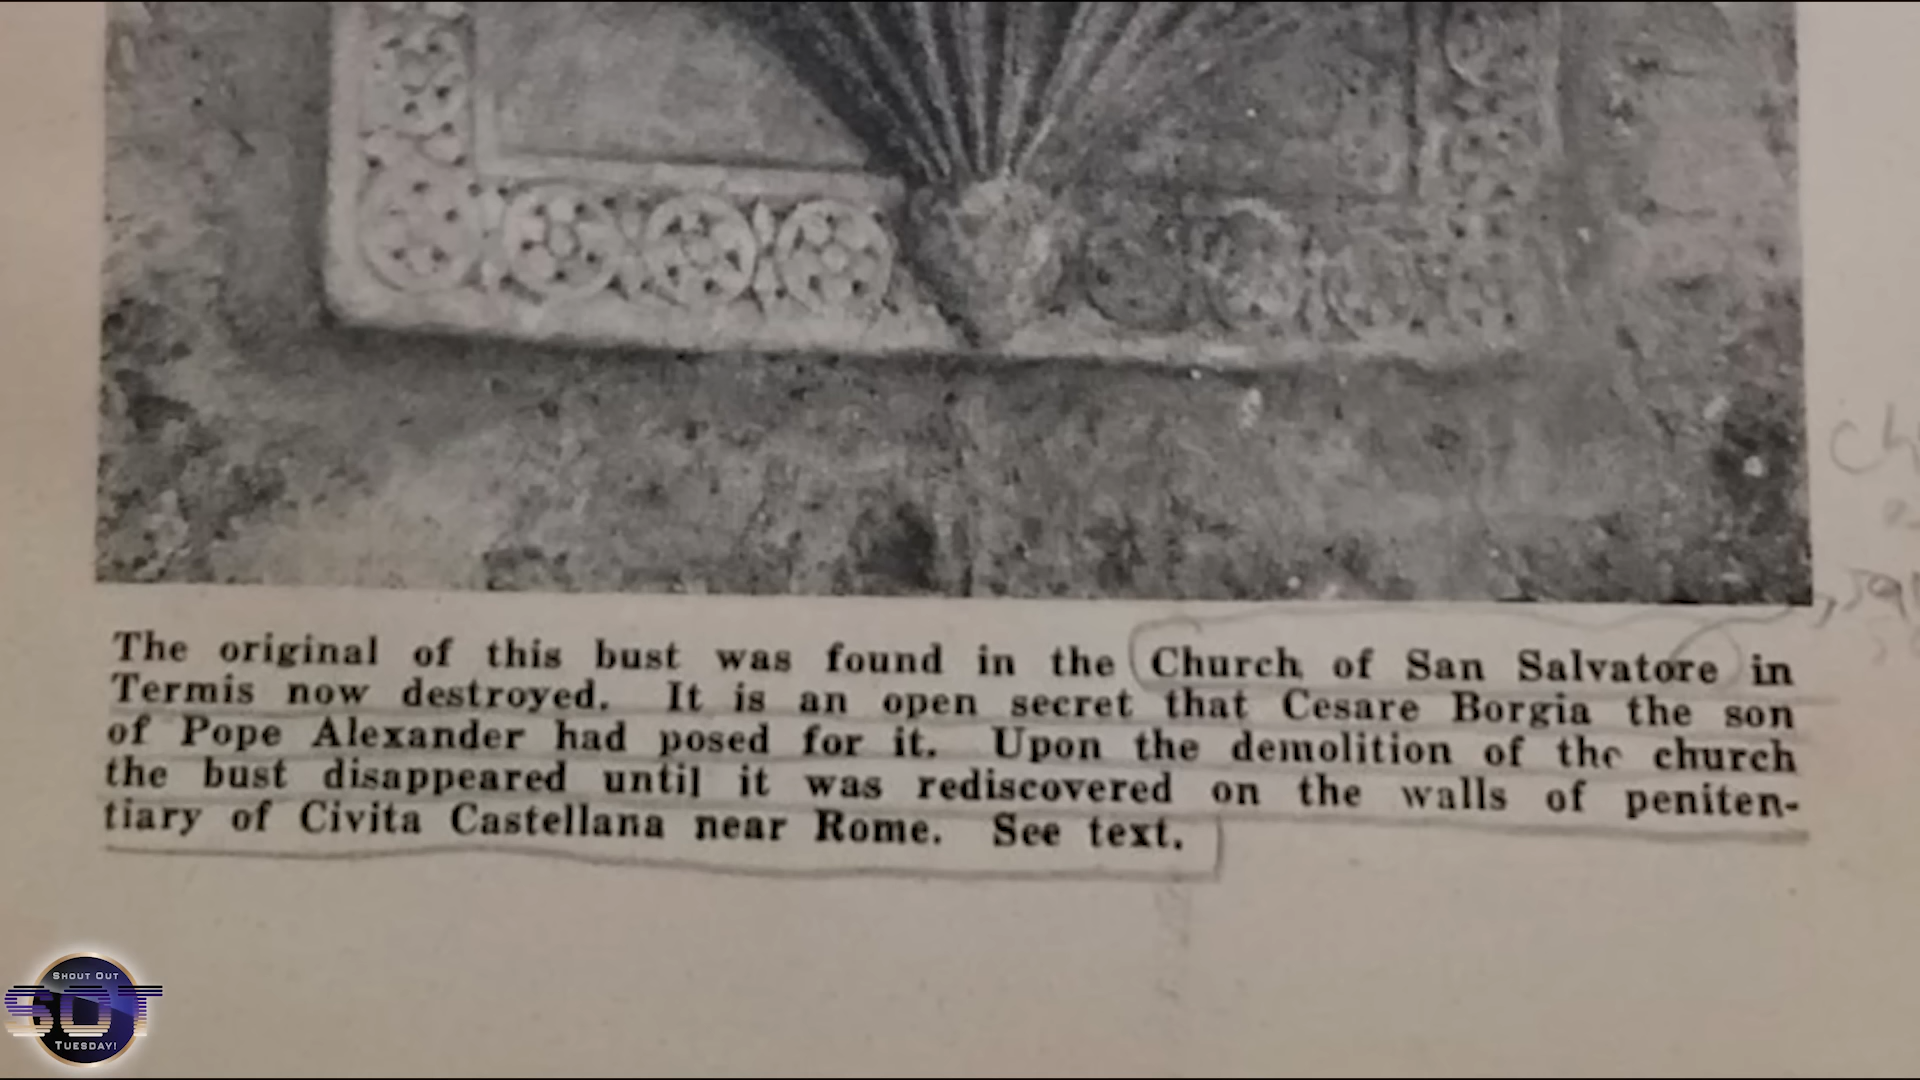 The original of this bust was found in the Church of San Salvatore in
Termis now destroyed. It is an open secret that Cesare Borgia the son
of Pope Alexander had posed for it. Upon the demolition of the church
the bust disappeared until it was rediscovered on the walls of peniten-
tiary of Civita Castellana near Rome. See text.
SHOUT OUT
SOT
TUESDAY!